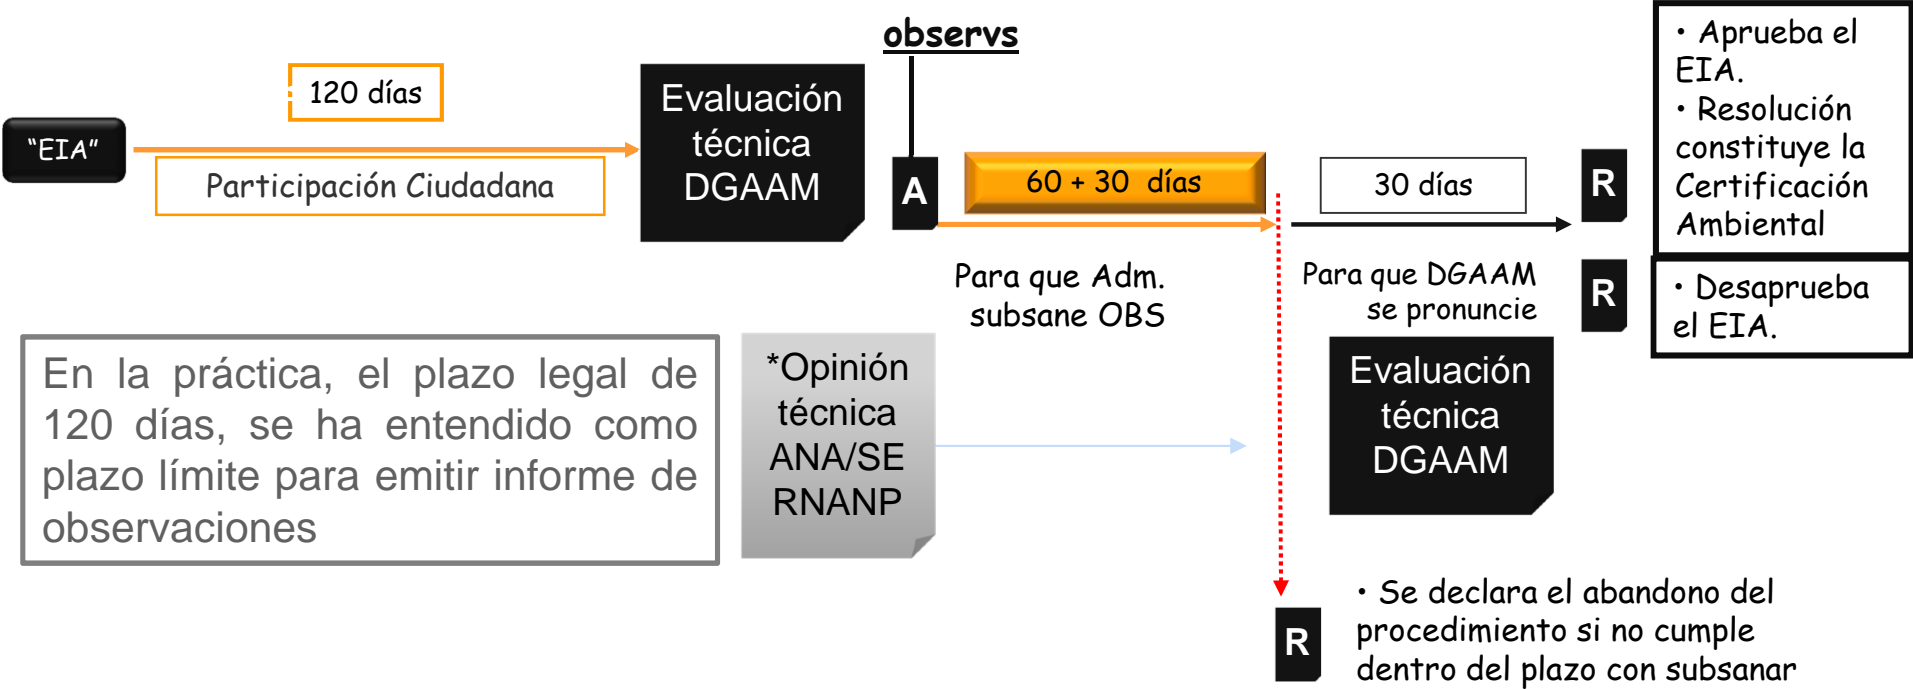 observs
120 días
"EIA"
Participación Ciudadana
Evaluación
técnica
DGAAM
A
60 + 30 días
30 días
R
• Aprueba el
EIA.
• Resolución
constituye la
Certificación
Ambiental
Para que Adm.
subsane OBS
Para que DGAAM
se pronuncie
R
• Desaprueba
el EIA.
En la práctica, el plazo legal de
120 días, se ha entendido como
plazo límite para emitir informe de
observaciones
*Opinión
técnica
ANA/SE
RNANP
Evaluación
técnica
DGAAM
R
• Se declara el abandono del
procedimiento si no cumple
dentro del plazo con subsanar